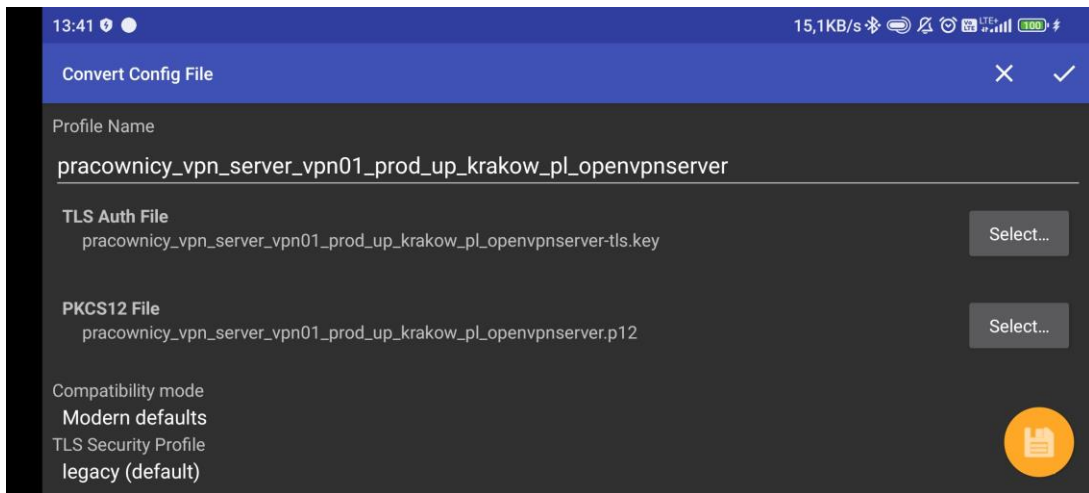 13:41
15,1KB/s LTE+ 100
Convert Config File
Profile Name
pracownicy_vpn_server_vpn01_prod_up_krakow_pl_openvpnserver
TLS Auth File
pracownicy_vpn_server_vpn01_prod_up_krakow_pl_openvpnserver-tls.key
Select...
PKCS12 File
pracownicy_vpn_server_vpn01_prod_up_krakow_pl_openvpnserver.p12
Select...
Compatibility mode
Modern defaults
TLS Security Profile
legacy (default)